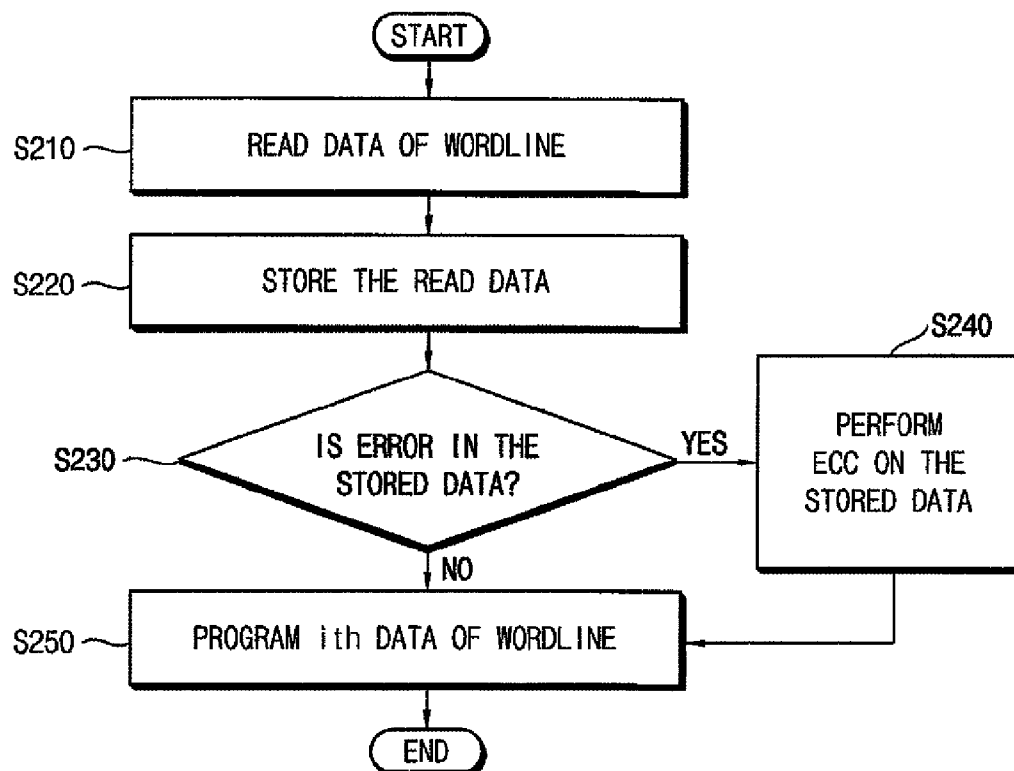 START
S210
READ DATA OF WORDLINE
S220
STORE THE READ DATA
S240
S230
IS ERROR IN THE
STORED DATA?
YES
PERFORM
ECC ON THE
STORED DATA
NO
S250
PROGRAM ith DATA OF WORDLINE
END